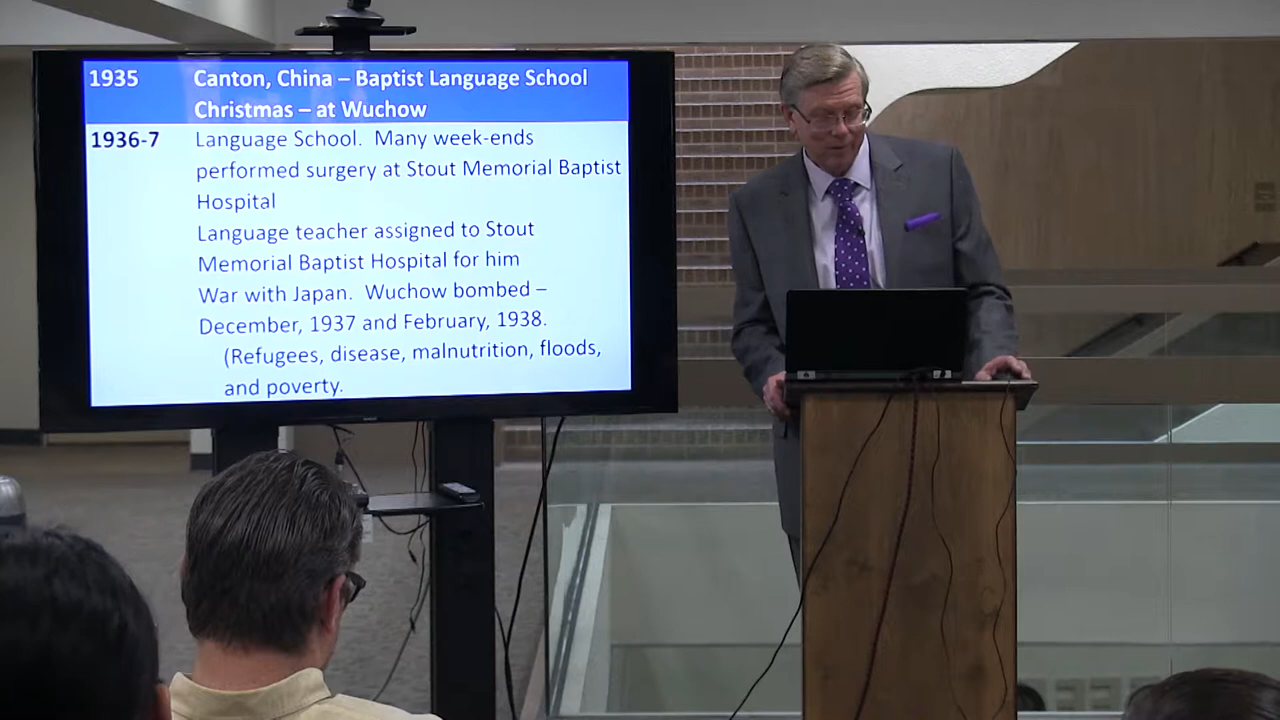 1935 Canton, China – Baptist Language School
Christmas – at Wuchow
1936-7 Language School. Many week-ends
performed surgery at Stout Memorial Baptist
Hospital
Language teacher assigned to Stout
Memorial Baptist Hospital for him
War with Japan. Wuchow bombed –
December, 1937 and February, 1938.
(Refugees, disease, malnutrition, floods,
and poverty.